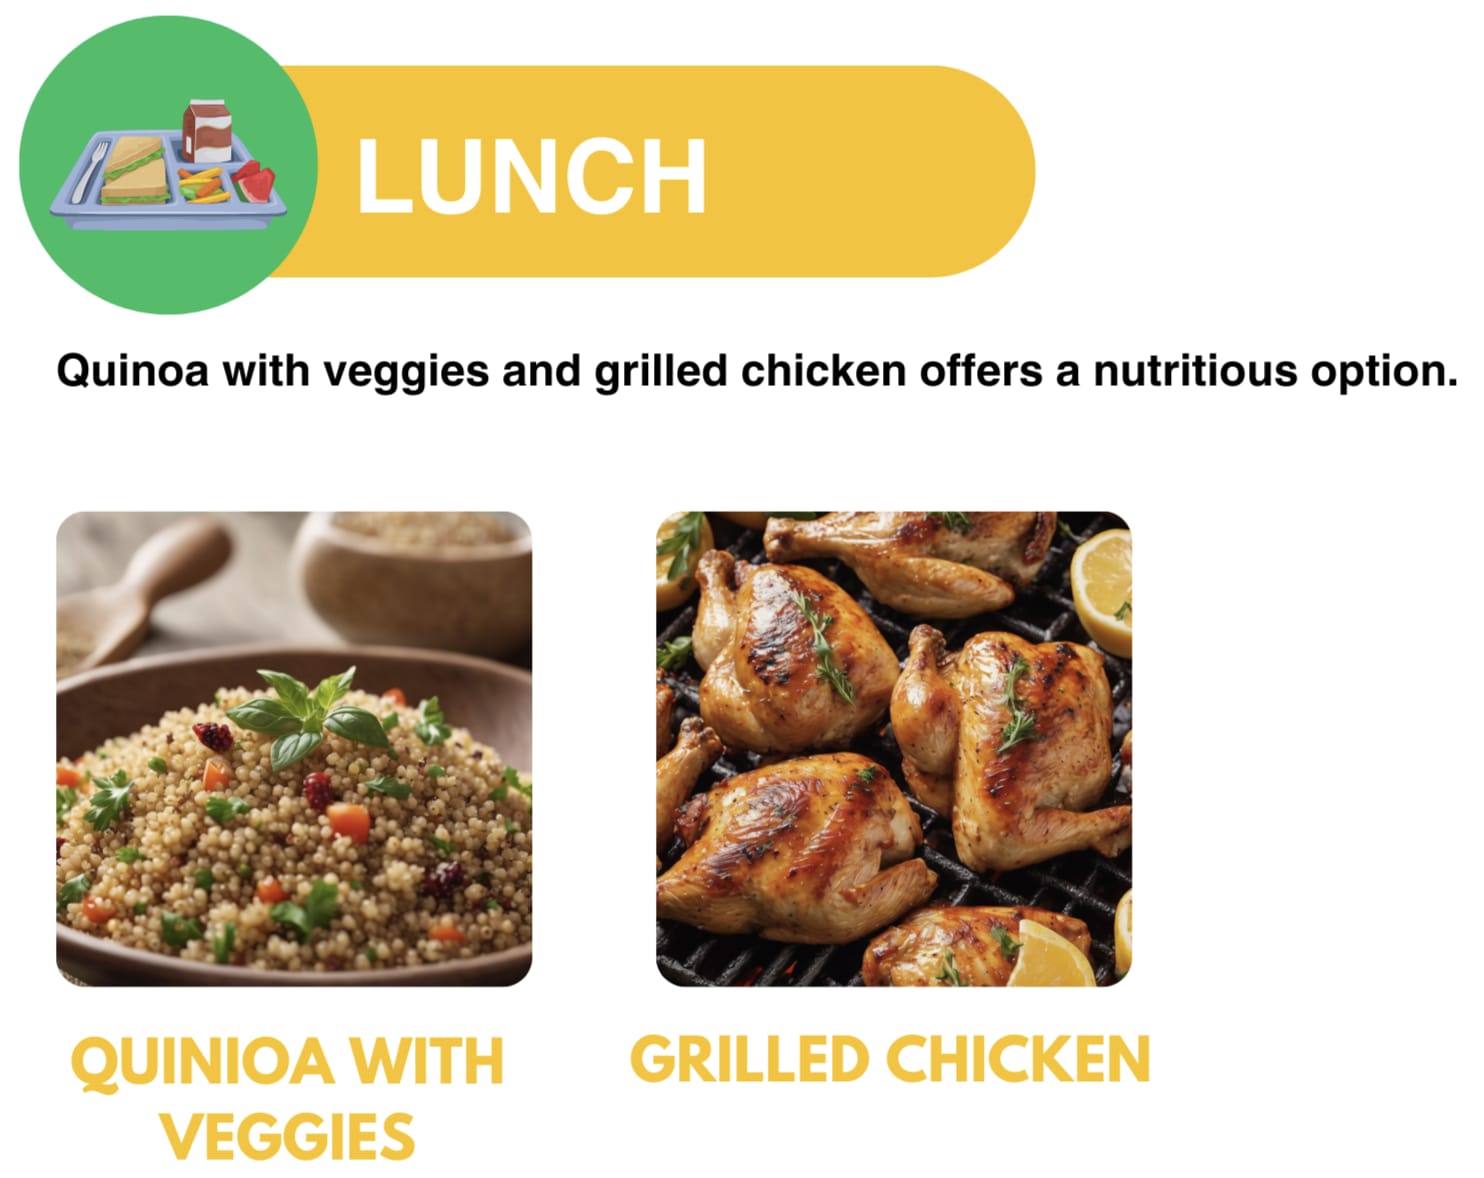 LUNCH
Quinoa with veggies and grilled chicken offers a nutritious option.
QUINIOA WITH
VEGGIES
GRILLED CHICKEN